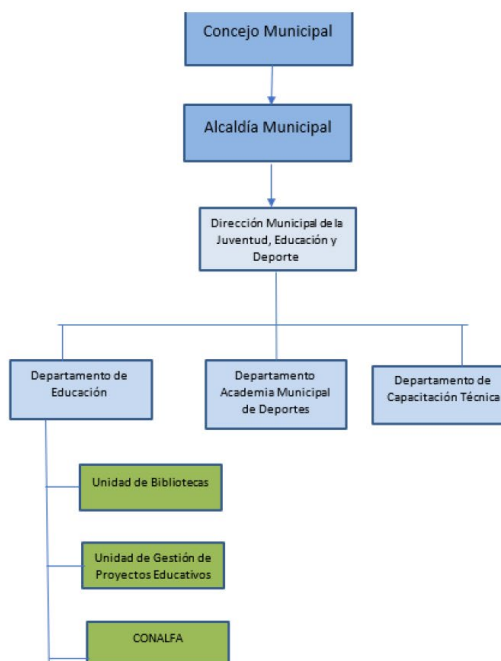 Concejo Municipal
Alcaldía Municipal
Dirección Municipal de la
Juventud, Educación y
Deporte
Departamento de
Educación
Departamento
Academia Municipal
de Deportes
Departamento de
Capacitación Técnica
Unidad de Bibliotecas
Unidad de Gestión de
Proyectos Educativos
CONALFA